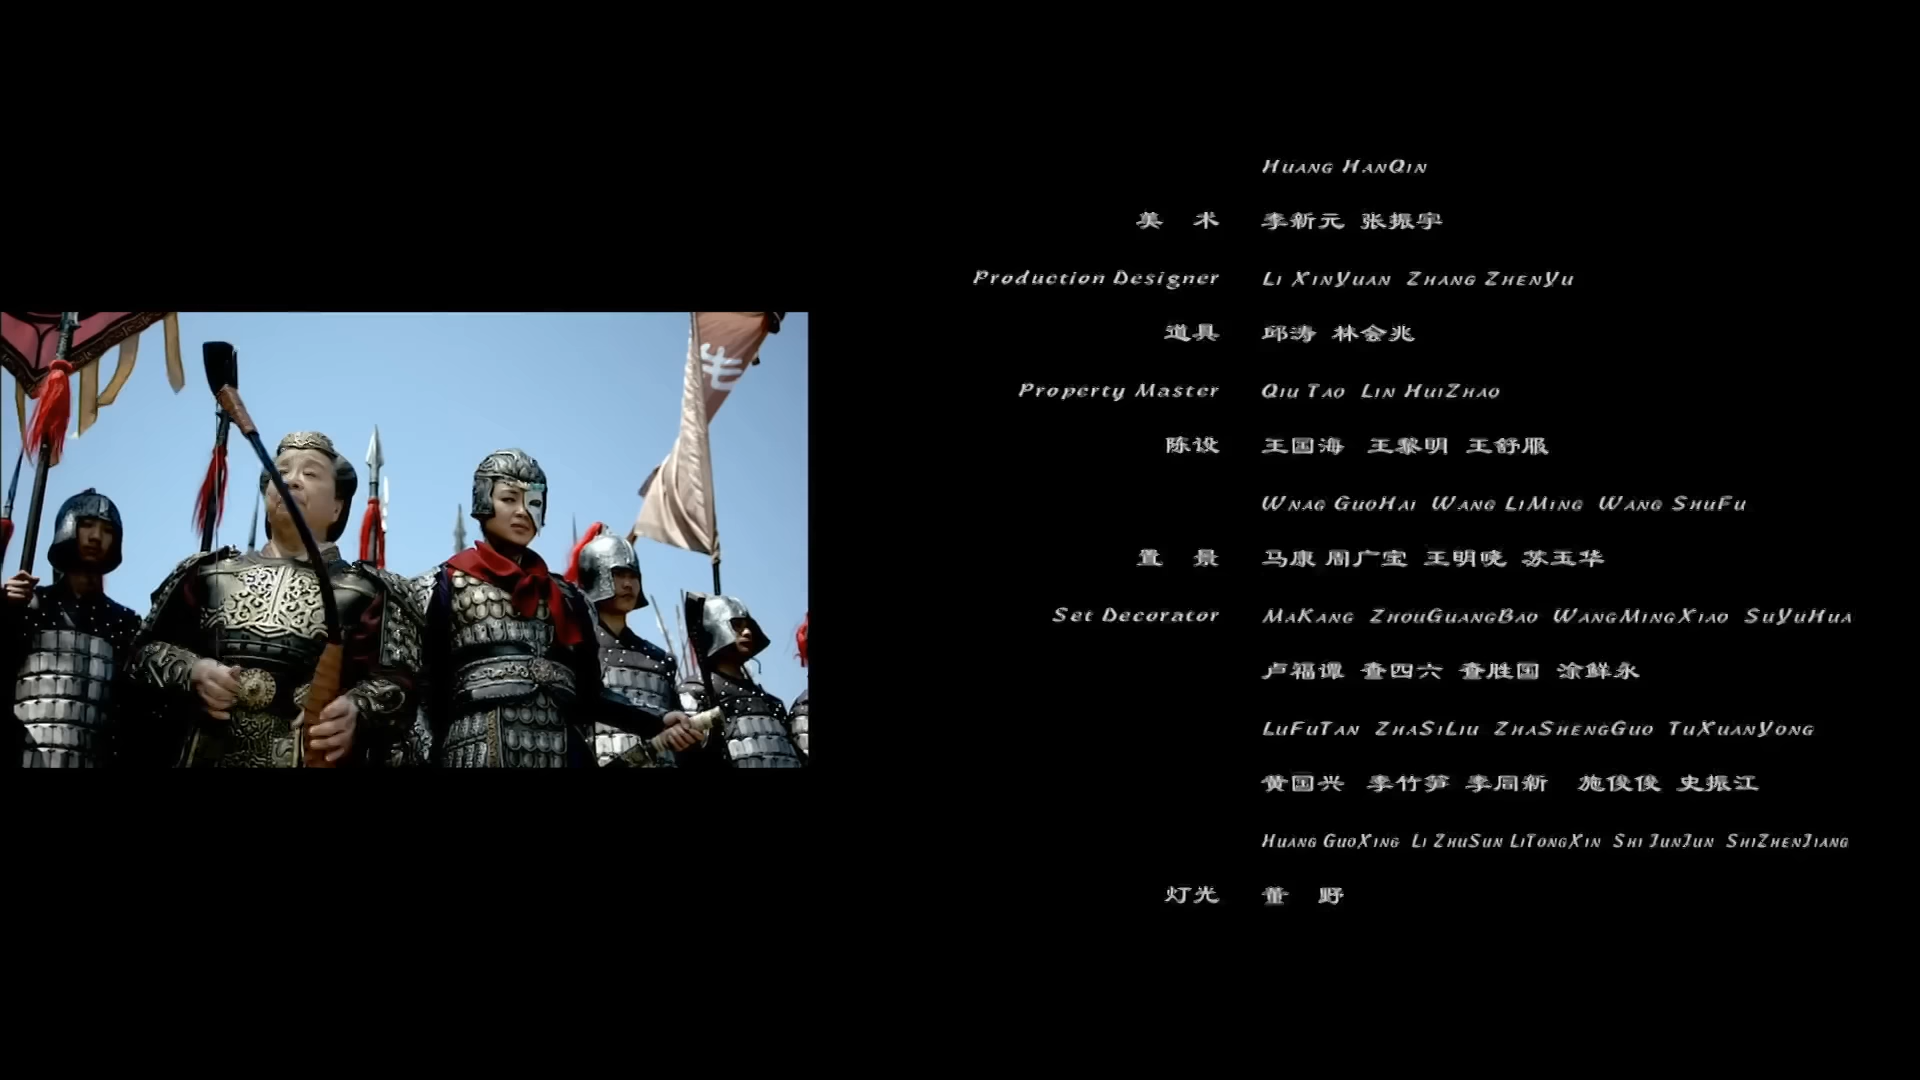 Huang HanQin
美 术 李新元 张振宇
Production Designer Li XinYuan Zhang ZhenYu
道具 邱涛 林会兆
Property Master Qiu Tao Lin HuiZhao
陈设 王国海 王黎明 王舒服
Wnag GuoHai Wang LiMing Wang ShuFu
置 景 马康 周广宝 王明晓 苏玉华
Set Decorator MaKang ZhouGuangBao WangMingXiao SuYuHua
卢福谭 查四六 查胜国 涂鲜永
LuFuTan ZhaSiLiu ZhaShengGuo TuXuanYong
黄国兴 李竹笋 李同新 施俊俊 史振江
Huang GuoXing Li ZhuSun LiTongXin Shi JunJun ShiZhenJiang
灯光 董 野